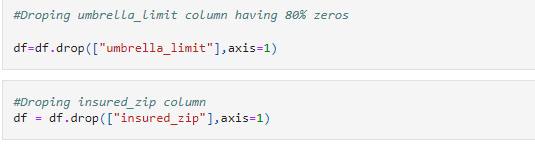 #Droping umbrella_limit column having 80% zeros
df=df.drop(["umbrella_limit"],axis=1)
#Droping insured_zip column
df = df.drop(["insured_zip"],axis=1)